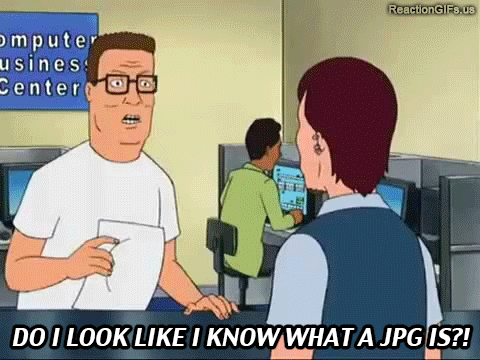 ReactionGIFs.us
omputer
usiness
Center
DO I LOOK LIKE I KNOW WHAT A JPG IS?!